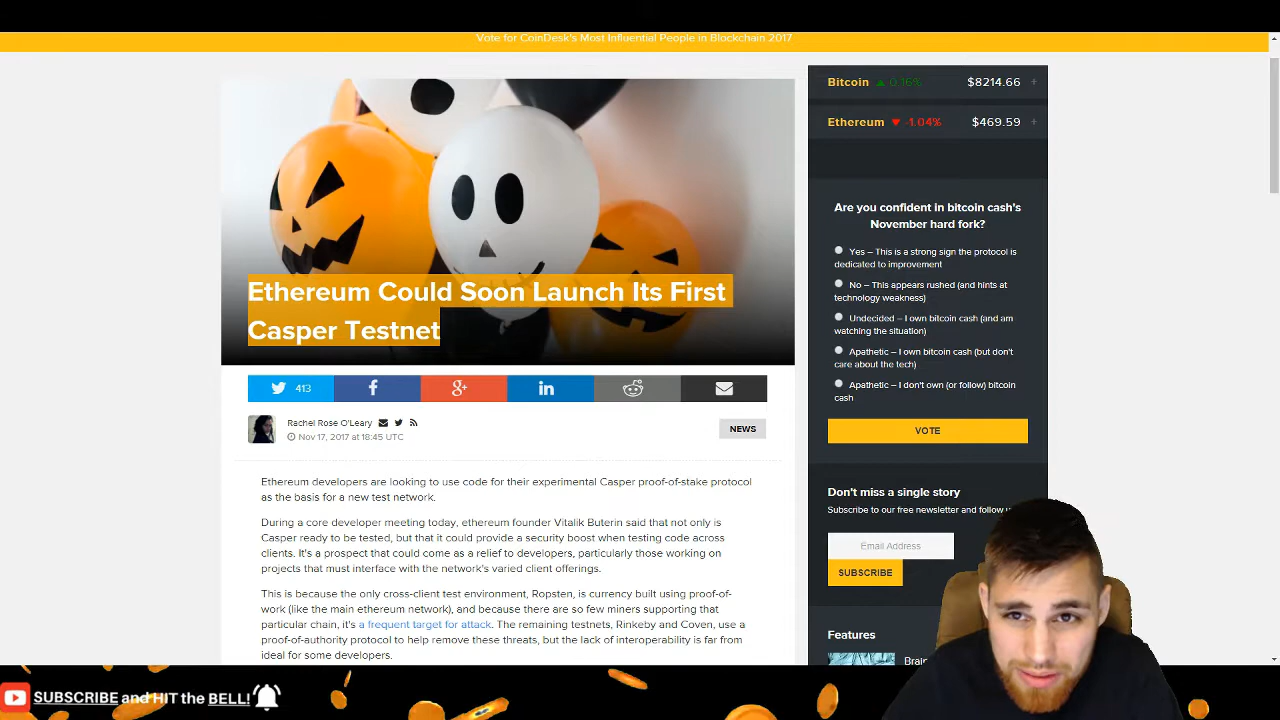 Vote for CoinDesk's Most Influential People in Blockchain 2017
Ethereum Could Soon Launch Its First
Casper Testnet
413
Rachel Rose O'Leary
Nov 17, 2017 at 18:45 UTC
NEWS
Ethereum developers are looking to use code for their experimental Casper proof-of-stake protocol
as the basis for a new test network.
During a core developer meeting today, ethereum founder Vitalik Buterin said that not only is
Casper ready to be tested, but that it could provide a security boost when testing code across
clients. It's a prospect that could come as a relief to developers, particularly those working on
projects that must interface with the network's varied client offerings.
This is because the only cross-client test environment, Ropsten, is currency built using proof-of-
work (like the main ethereum network), and because there are so few miners supporting that
particular chain, it's a frequent target for attack. The remaining testnets, Rinkeby and Coven, use a
proof-of-authority protocol to help remove these threats, but the lack of interoperability is far from
ideal for some developers.
Bitcoin 0.16% $8214.66 +
Ethereum -1.04% $469.59 +
Are you confident in bitcoin cash's
November hard fork?
Yes – This is a strong sign the protocol is
dedicated to improvement
No – This appears rushed (and hints at
technology weakness)
Undecided – I own bitcoin cash (and am
watching the situation)
Apathetic – I own bitcoin cash (but don't
care about the tech)
Apathetic – I don't own (or follow) bitcoin
cash
VOTE
Don't miss a single story
Subscribe to our free newsletter and follow
Email Address
SUBSCRIBE
Features
SUBSCRIBE and HIT the BELL!